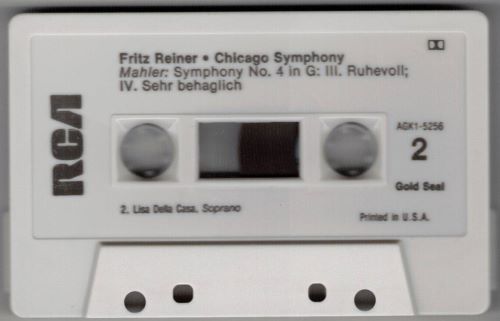 Fritz Reiner • Chicago Symphony
Mahler: Symphony No. 4 in G: III. Ruhevoll;
IV. Sehr behaglich
RCA
AGK1-5256
2
Gold Seal
2. Lisa Della Casa, Soprano
Printed in U.S.A.